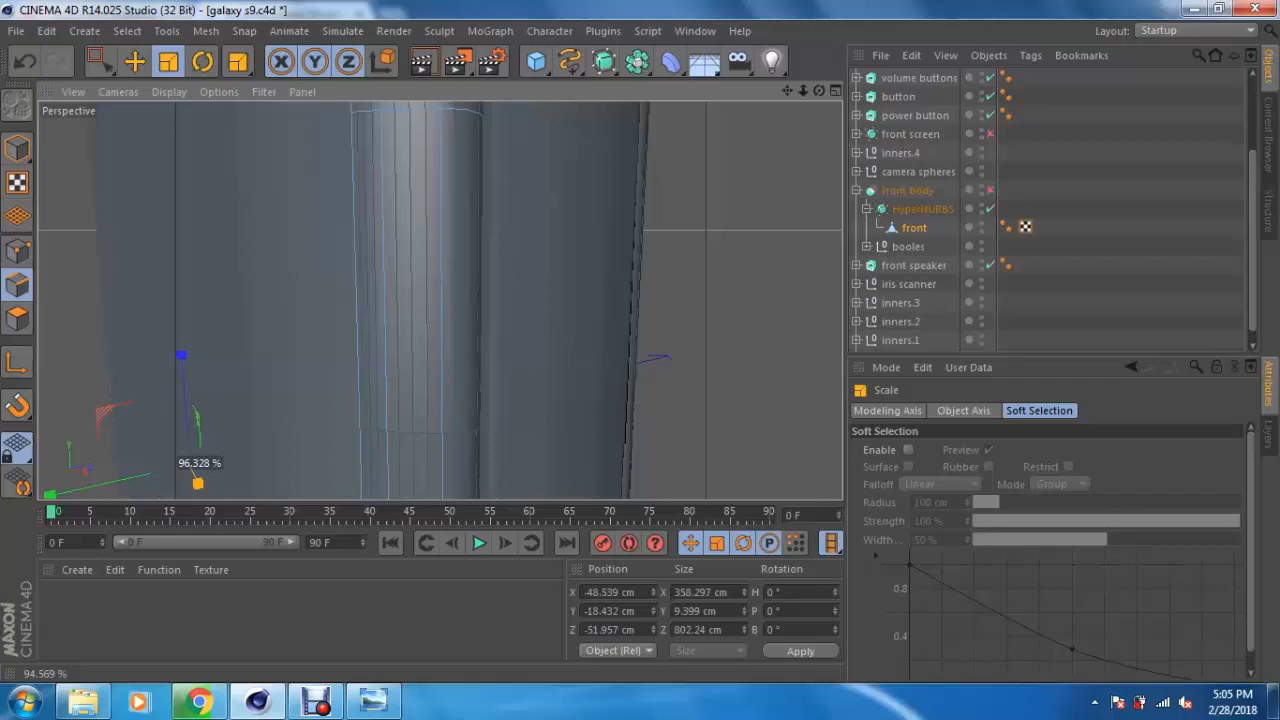 CINEMA 4D R14.025 Studio (32 Bit) - [galaxy s9.c4d *]
File Edit Create Select Tools Mesh Snap Animate Simulate Render Sculpt MoGraph Character Plugins Script Window Help Layout: Startup
File Edit View Objects Tags Bookmarks
View Cameras Display Options Filter Panel
Perspective
volume buttons
button
power button
front screen
inners.4
camera spheres
front body
HyperNURBS
front
booles
front speaker
iris scanner
inners.3
inners.2
inners.1
Objects
Content Browser
Structure
Mode Edit User Data
Scale
Modeling Axis Object Axis Soft Selection
Soft Selection
Enable Preview
Surface Rubber Restrict
Falloff Linear Mode Group
Radius 100 cm
Strength 100 %
Width . . 50 %
0.8
0.4
Attributes
Layers
Y
96.328 %
0 5 10 15 20 25 30 35 40 45 50 55 60 65 70 75 80 85 90 0 F
0 F 0 F 90 F 90 F
Create Edit Function Texture
Position Size Rotation
X -48.539 cm X 358.297 cm H 0 °
Y -18.432 cm Y 9.399 cm P 0 °
Z -51.957 cm Z 802.24 cm B 0 °
Object (Rel) Size Apply
MAXON
CINEMA 4D
94.569 %
5:05 PM
2/28/2018